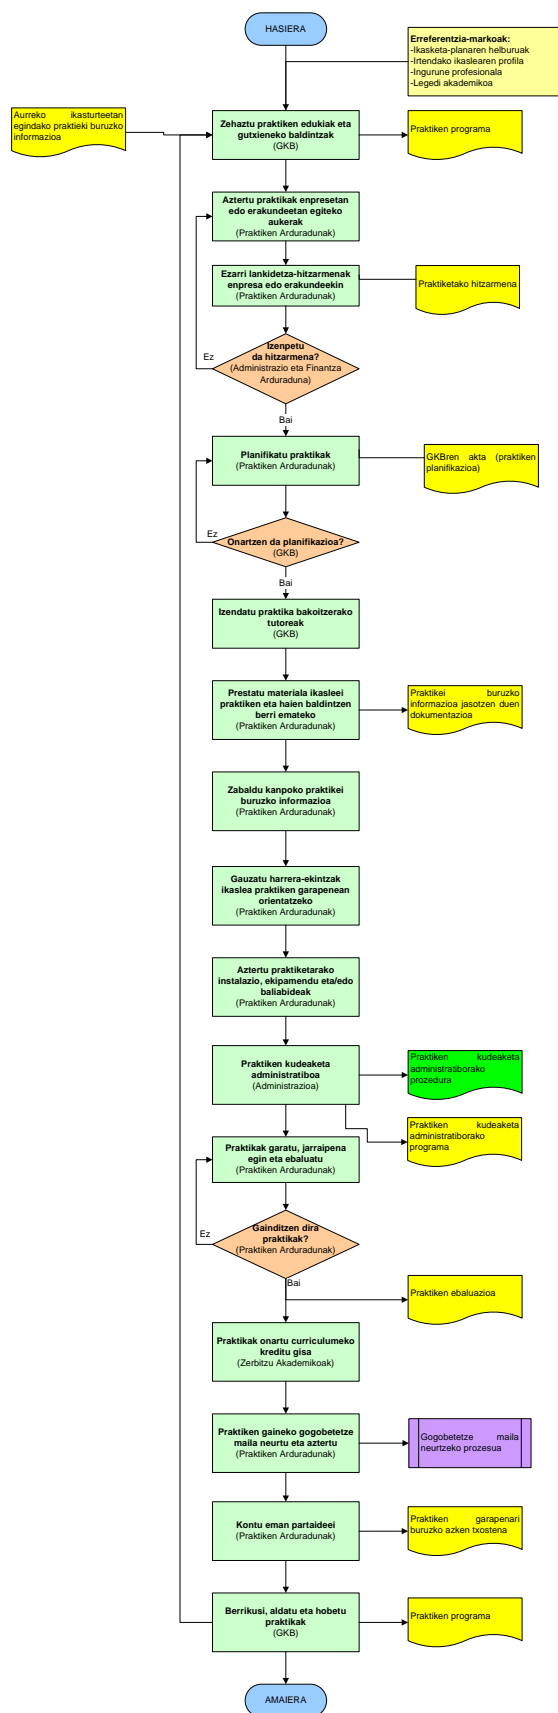 HASIERA
Erreferentzia-markoak:
-Ikasketa-planaren helburuak
-Irtendako ikaslearen profila
-Ingurune profesionala
-Legedi akademikoa
Aurreko ikasturteetan
egindako praktieki buruzko
informazioa
Zehaztu praktiken edukiak eta
gutxieneko baldintzak
(GKB)
Praktiken programa
Aztertu praktikak enpresetan
edo erakundeetan egiteko
aukerak
(Praktiken Arduradunak)
Ezarri lankidetza-hitzarmenak
enpresa edo erakundeekin
(Praktiken Arduradunak)
Praktiketako hitzarmena
Izenpetu
da hitzarmena?
(Administrazio eta Finantza
Arduraduna)
Ez
Bai
Planifikatu praktikak
(Praktiken Arduradunak)
GKBren akta (praktiken
planifikazioa)
Ez
Onartzen da planifikazioa?
(GKB)
Bai
Izendatu praktika bakoitzerako
tutoreak
(GKB)
Prestatu materiala ikasleei
praktiken eta haien baldintzen
berri emateko
(Praktiken Arduradunak)
Praktikei buruzko
informazioa jasotzen duen
dokumentazioa
Zabaldu kanpoko praktikei
buruzko informazioa
(Praktiken Arduradunak)
Gauzatu harrera-ekintzak
ikaslea praktiken garapenean
orientatzeko
(Praktiken Arduradunak)
Aztertu praktiketarako
instalazio, ekipamendu eta/edo
baliabideak
(Praktiken Arduradunak)
Praktiken kudeaketa
administratiboa
(Administrazioa)
Praktiken kudeaketa
administratiborako
prozedura
Praktiken kudeaketa
administratiborako
programa
Praktikak garatu, jarraipena
egin eta ebaluatu
(Praktiken Arduradunak)
Gainditzen dira
praktikak?
(Praktiken Arduradunak)
Ez
Bai
Praktiken ebaluazioa
Praktikak onartu curriculumeko
kreditu gisa
(Zerbitzu Akademikoak)
Praktiken gaineko gogobetetze
maila neurtu eta aztertu
(Praktiken Arduradunak)
Gogobetetze maila
neurtzeko prozesua
Kontu eman partaideei
(Praktiken Arduradunak)
Praktiken garapenari
buruzko azken txostena
Berrikusi, aldatu eta hobetu
praktikak
(GKB)
Praktiken programa
AMAIERA